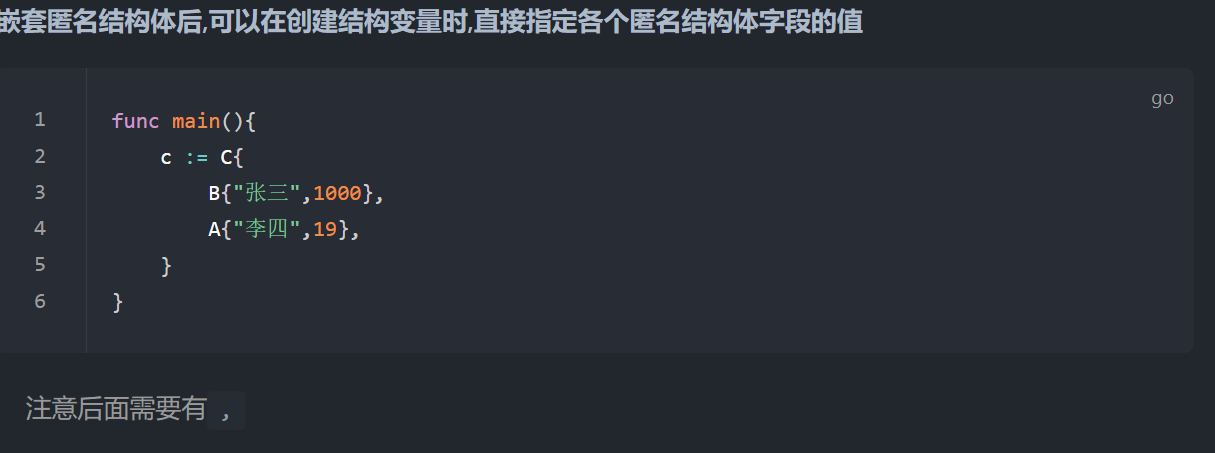 嵌套匿名结构体后,可以在创建结构变量时,直接指定各个匿名结构体字段的值
go
1 func main(){
2     c := C{
3         B{"张三",1000},
4         A{"李四",19},
5     }
6 }
注意后面需要有 ,